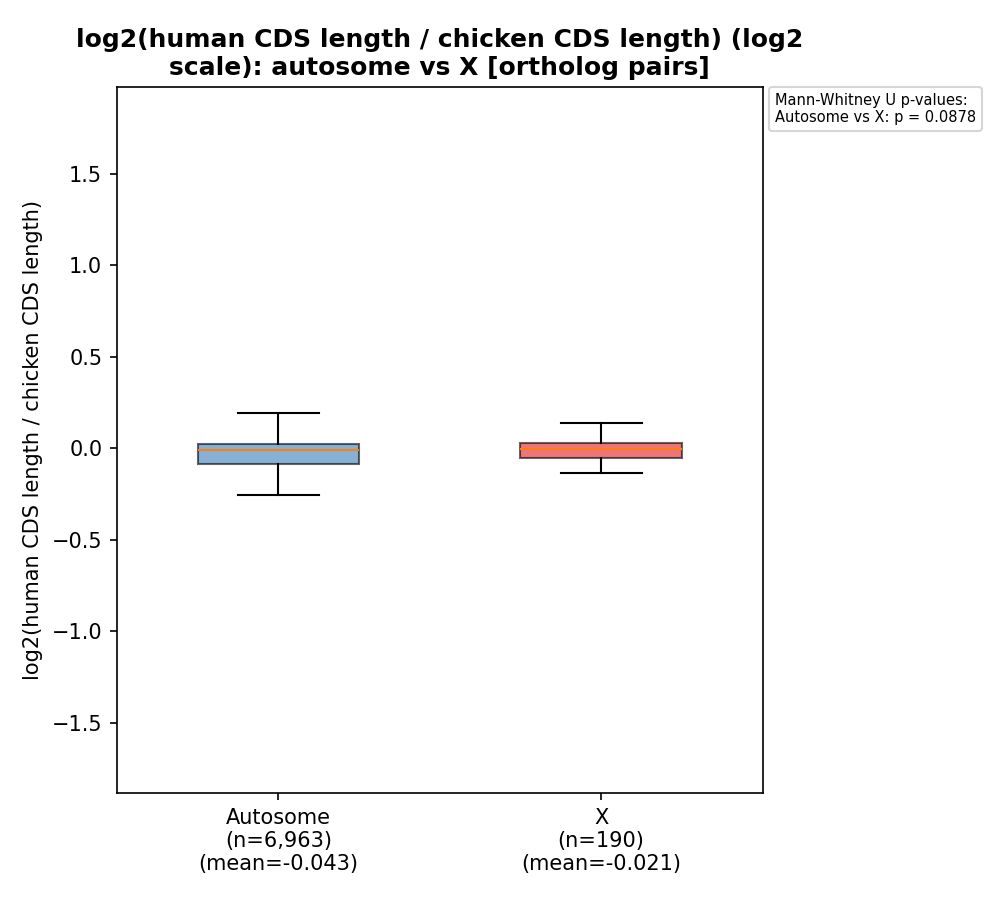 log2(human CDS length / chicken CDS length) (log2
scale): autosome vs X [ortholog pairs]
Mann-Whitney U p-values:
Autosome vs X: p = 0.0878
log2(human CDS length / chicken CDS length)
1.5
1.0
0.5
0.0
−0.5
−1.0
−1.5
Autosome
(n=6,963)
(mean=-0.043)
X
(n=190)
(mean=-0.021)